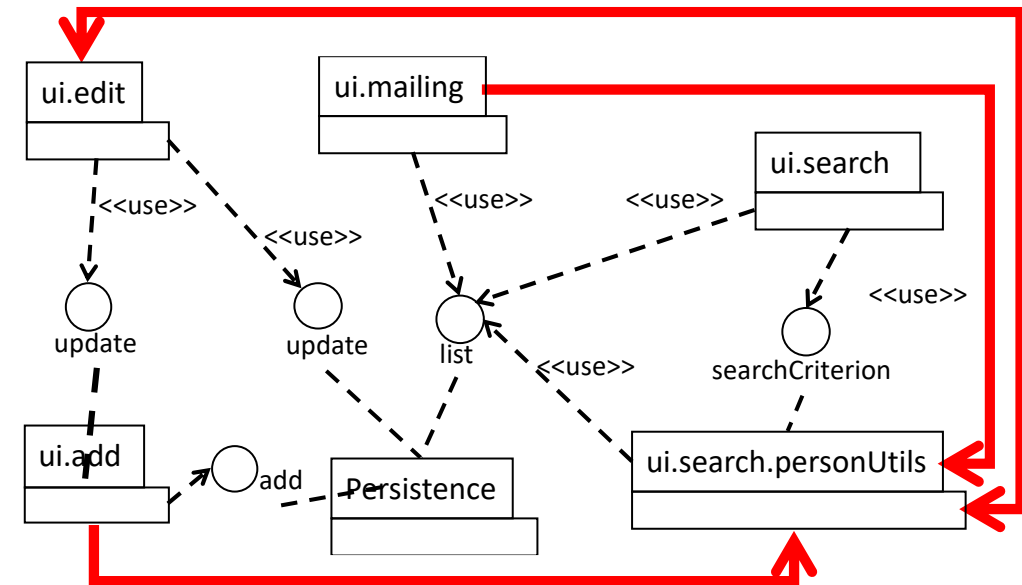 ui.edit
ui.mailing
ui.search
<<use>>
<<use>>
<<use>>
<<use>>
<<use>>
update
update
list
<<use>>
searchCriterion
ui.add
add
Persistence
ui.search.personUtils